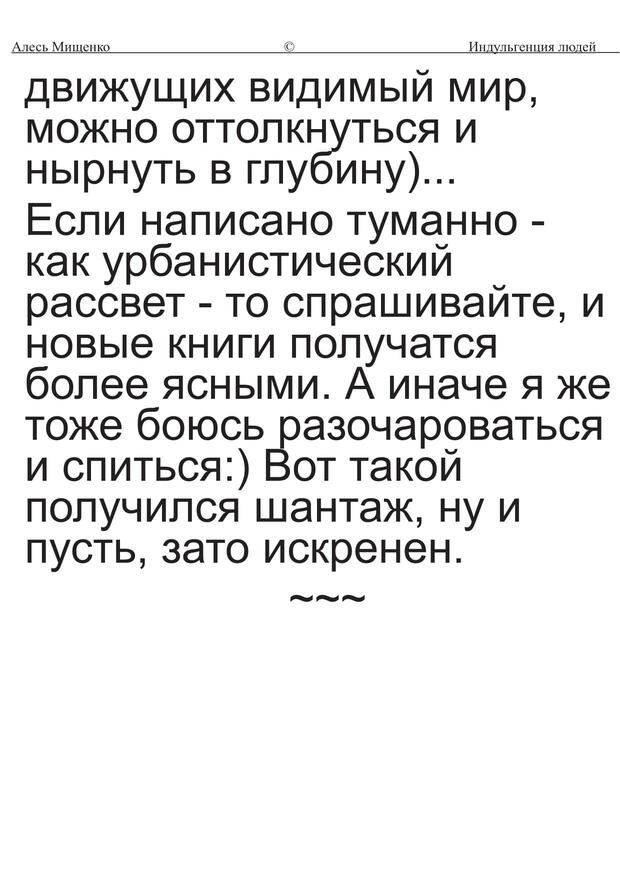 Алесь Мищенко © Индульгенция людей
движущих видимый мир,
можно оттолкнуться и
нырнуть в глубину)...
Если написано туманно -
как урбанистический
рассвет - то спрашивайте, и
новые книги получатся
более ясными. А иначе я же
тоже боюсь разочароваться
и спиться:) Вот такой
получился шантаж, ну и
пусть, зато искренен.
~~~